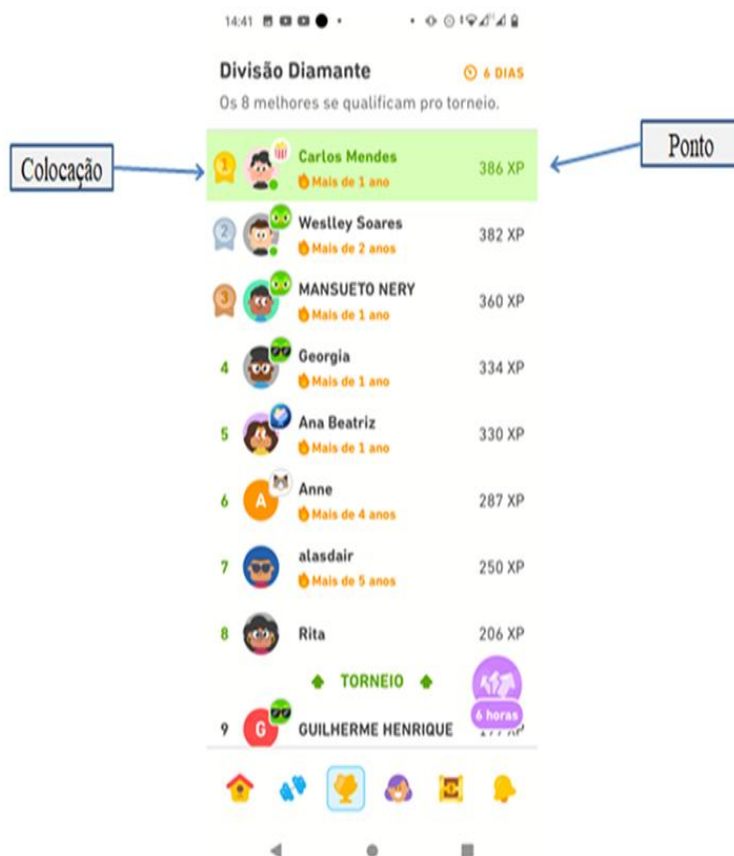 14:41
Divisão Diamante
6 DIAS
Os 8 melhores se qualificam pro torneio.
Colocação
Ponto
1
Carlos Mendes
386 XP
Mais de 1 ano
2
Weslley Soares
382 XP
Mais de 2 anos
3
MANSUETO NERY
360 XP
Mais de 1 ano
4
Georgia
334 XP
Mais de 1 ano
5
Ana Beatriz
330 XP
Mais de 1 ano
6
A
Anne
287 XP
Mais de 4 anos
7
alasdair
250 XP
Mais de 5 anos
8
Rita
206 XP
TORNEIO
6 horas
9
G
GUILHERME HENRIQUE